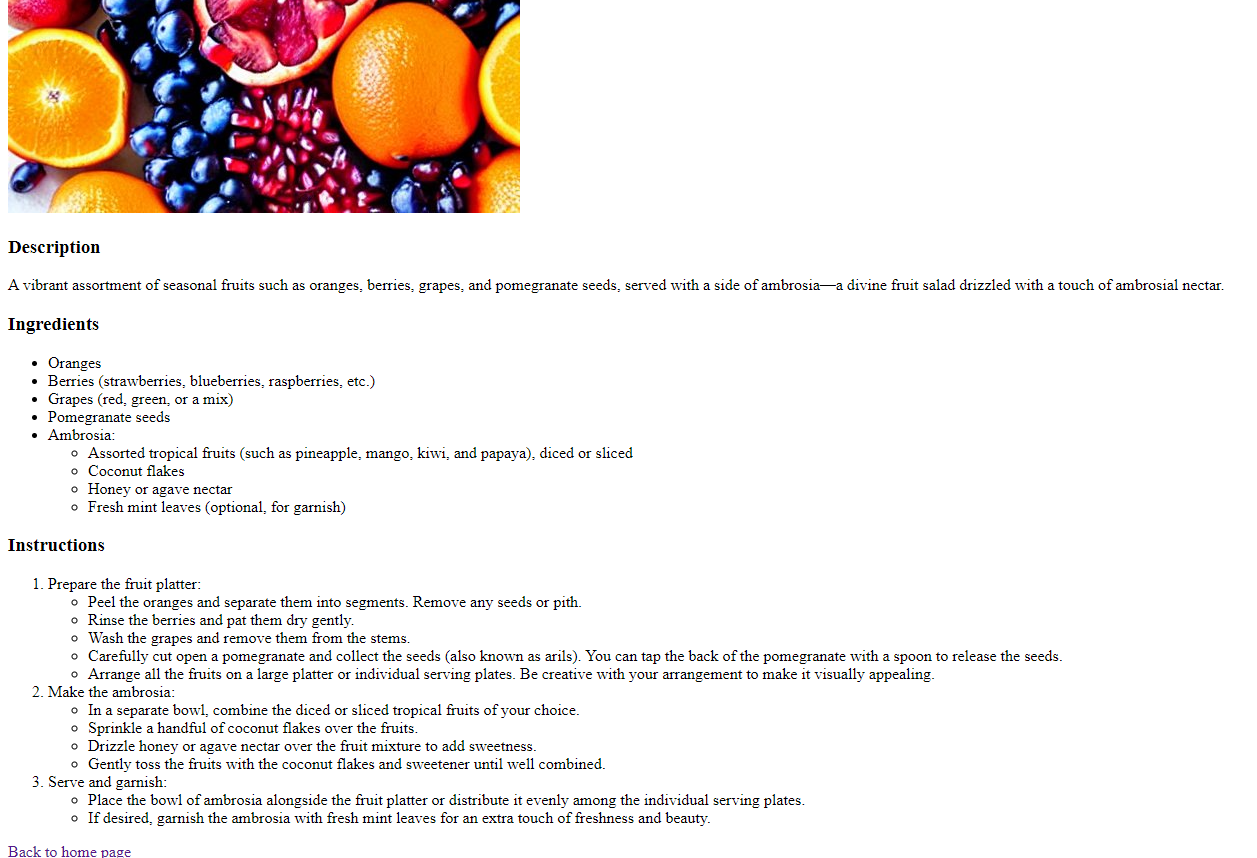 Description
A vibrant assortment of seasonal fruits such as oranges, berries, grapes, and pomegranate seeds, served with a side of ambrosia—a divine fruit salad drizzled with a touch of ambrosial nectar.
Ingredients
• Oranges
• Berries (strawberries, blueberries, raspberries, etc.)
• Grapes (red, green, or a mix)
• Pomegranate seeds
• Ambrosia:
◦ Assorted tropical fruits (such as pineapple, mango, kiwi, and papaya), diced or sliced
◦ Coconut flakes
◦ Honey or agave nectar
◦ Fresh mint leaves (optional, for garnish)
Instructions
1. Prepare the fruit platter:
◦ Peel the oranges and separate them into segments. Remove any seeds or pith.
◦ Rinse the berries and pat them dry gently.
◦ Wash the grapes and remove them from the stems.
◦ Carefully cut open a pomegranate and collect the seeds (also known as arils). You can tap the back of the pomegranate with a spoon to release the seeds.
◦ Arrange all the fruits on a large platter or individual serving plates. Be creative with your arrangement to make it visually appealing.
2. Make the ambrosia:
◦ In a separate bowl, combine the diced or sliced tropical fruits of your choice.
◦ Sprinkle a handful of coconut flakes over the fruits.
◦ Drizzle honey or agave nectar over the fruit mixture to add sweetness.
◦ Gently toss the fruits with the coconut flakes and sweetener until well combined.
3. Serve and garnish:
◦ Place the bowl of ambrosia alongside the fruit platter or distribute it evenly among the individual serving plates.
◦ If desired, garnish the ambrosia with fresh mint leaves for an extra touch of freshness and beauty.
Back to home page